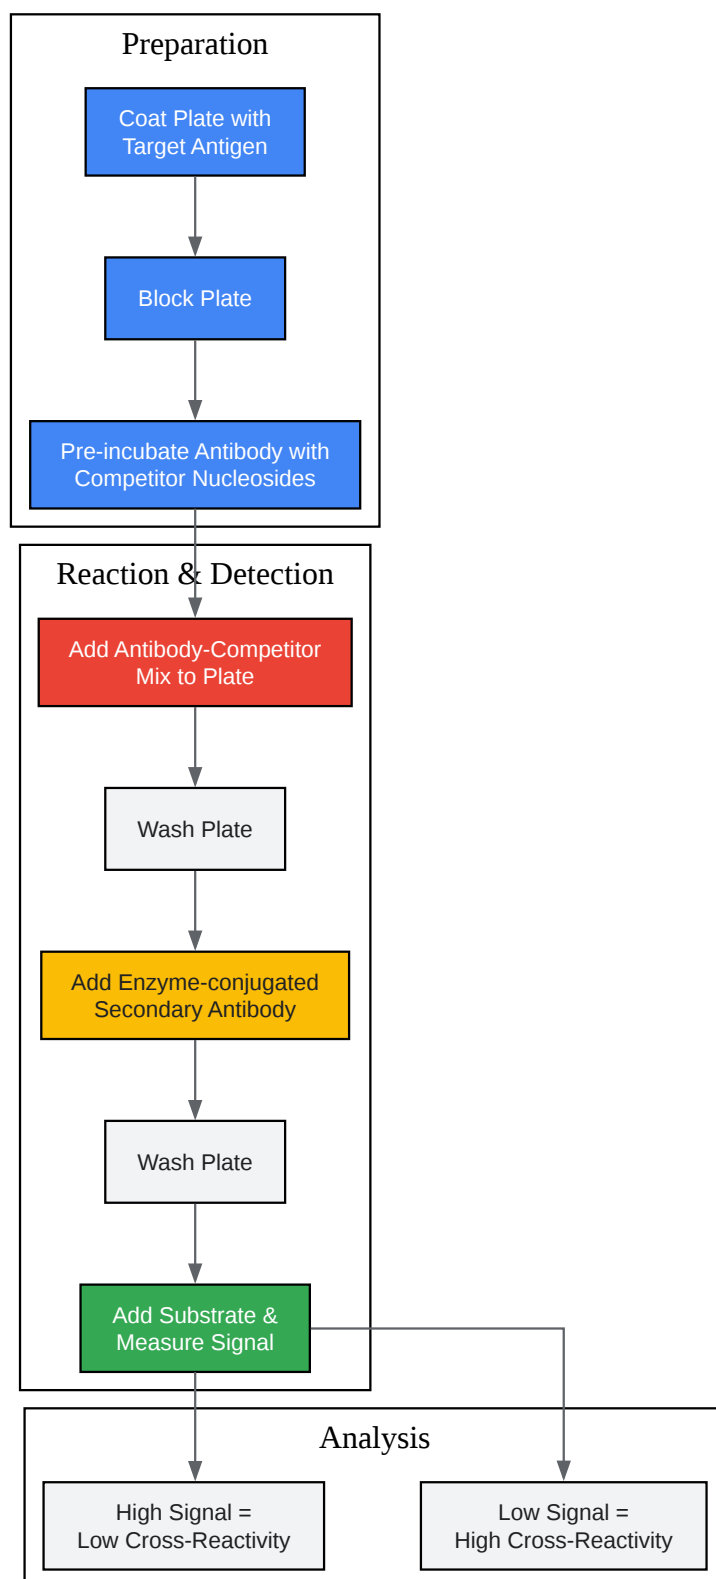 Preparation
Coat Plate with
Target Antigen
Block Plate
Pre-incubate Antibody with
Competitor Nucleosides
Reaction & Detection
Add Antibody-Competitor
Mix to Plate
Wash Plate
Add Enzyme-conjugated
Secondary Antibody
Wash Plate
Add Substrate &
Measure Signal
Analysis
High Signal =
Low Cross-Reactivity
Low Signal =
High Cross-Reactivity